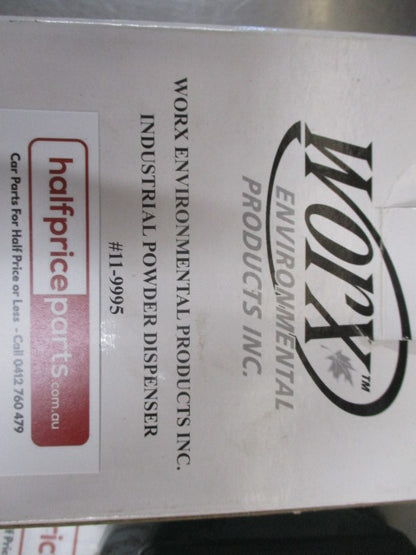 Worx™
ENVIRONMENTAL
PRODUCTS INC.
WORX ENVIRONMENTAL PRODUCTS INC.
INDUSTRIAL POWDER DISPENSER
#11-9995
halfpriceparts.com.au
Car Parts For Half Price or Less - Call 0412 760 479